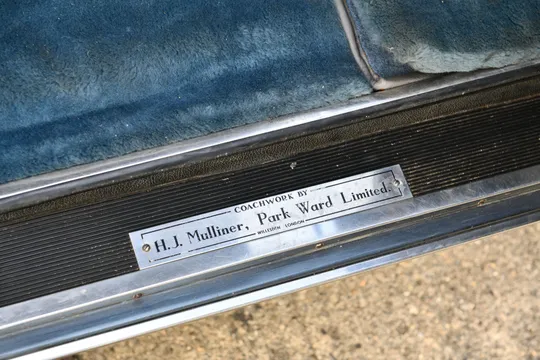 COACHWORK BY
H.J. Mulliner, Park Ward Limited.
WILLESDEN LONDON